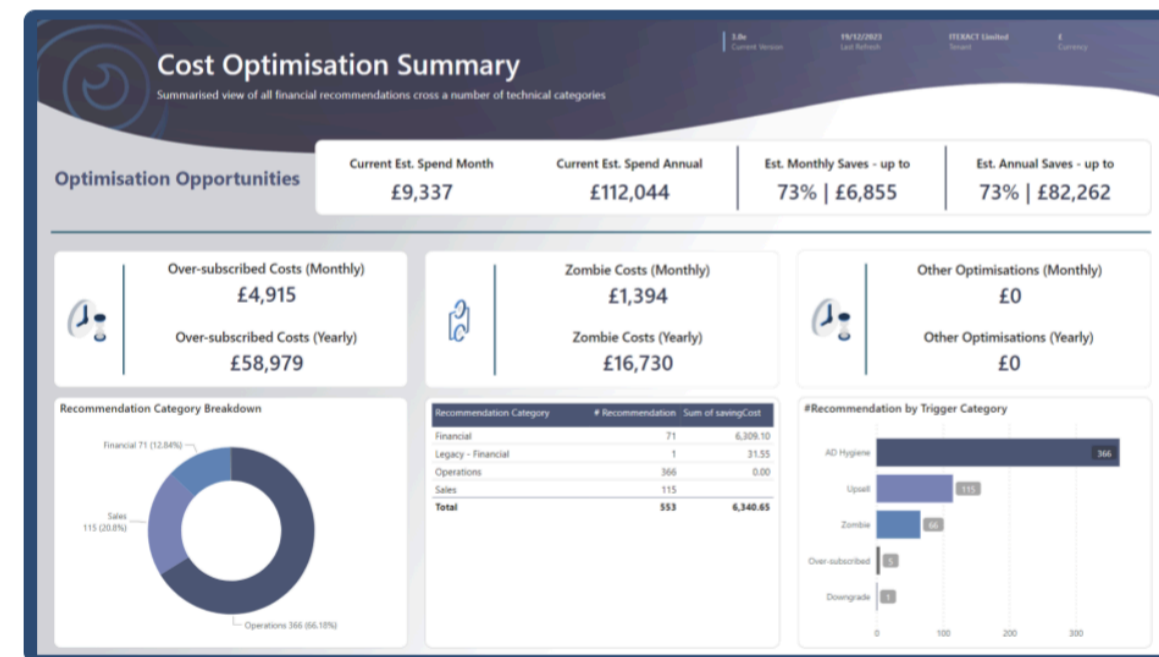 Cost Optimisation Summary
Summarised view of all financial recommendations cross a number of technical categories
3.8e
Current Version
19/12/2023
Last Refresh
ITEXACT Limited
Tenant
£
Currency
Optimisation Opportunities
Current Est. Spend Month
£9,337
Current Est. Spend Annual
£112,044
Est. Monthly Saves - up to
73% | £6,855
Est. Annual Saves - up to
73% | £82,262
Over-subscribed Costs (Monthly)
£4,915
Over-subscribed Costs (Yearly)
£58,979
Zombie Costs (Monthly)
£1,394
Zombie Costs (Yearly)
£16,730
Other Optimisations (Monthly)
£0
Other Optimisations (Yearly)
£0
Recommendation Category Breakdown
Financial 71 (12.84%)
Sales
115 (20.8%)
Operations 366 (66.18%)
Recommendation Category # Recommendation Sum of savingCost
Financial 71 6,309.10
Legacy - Financial 1 31.55
Operations 366 0.00
Sales 115
Total 553 6,340.65
#Recommendation by Trigger Category
AD Hygiene 366
Upsell 115
Zombie 66
Over-subscribed 5
Downgrade 1
0 100 200 300